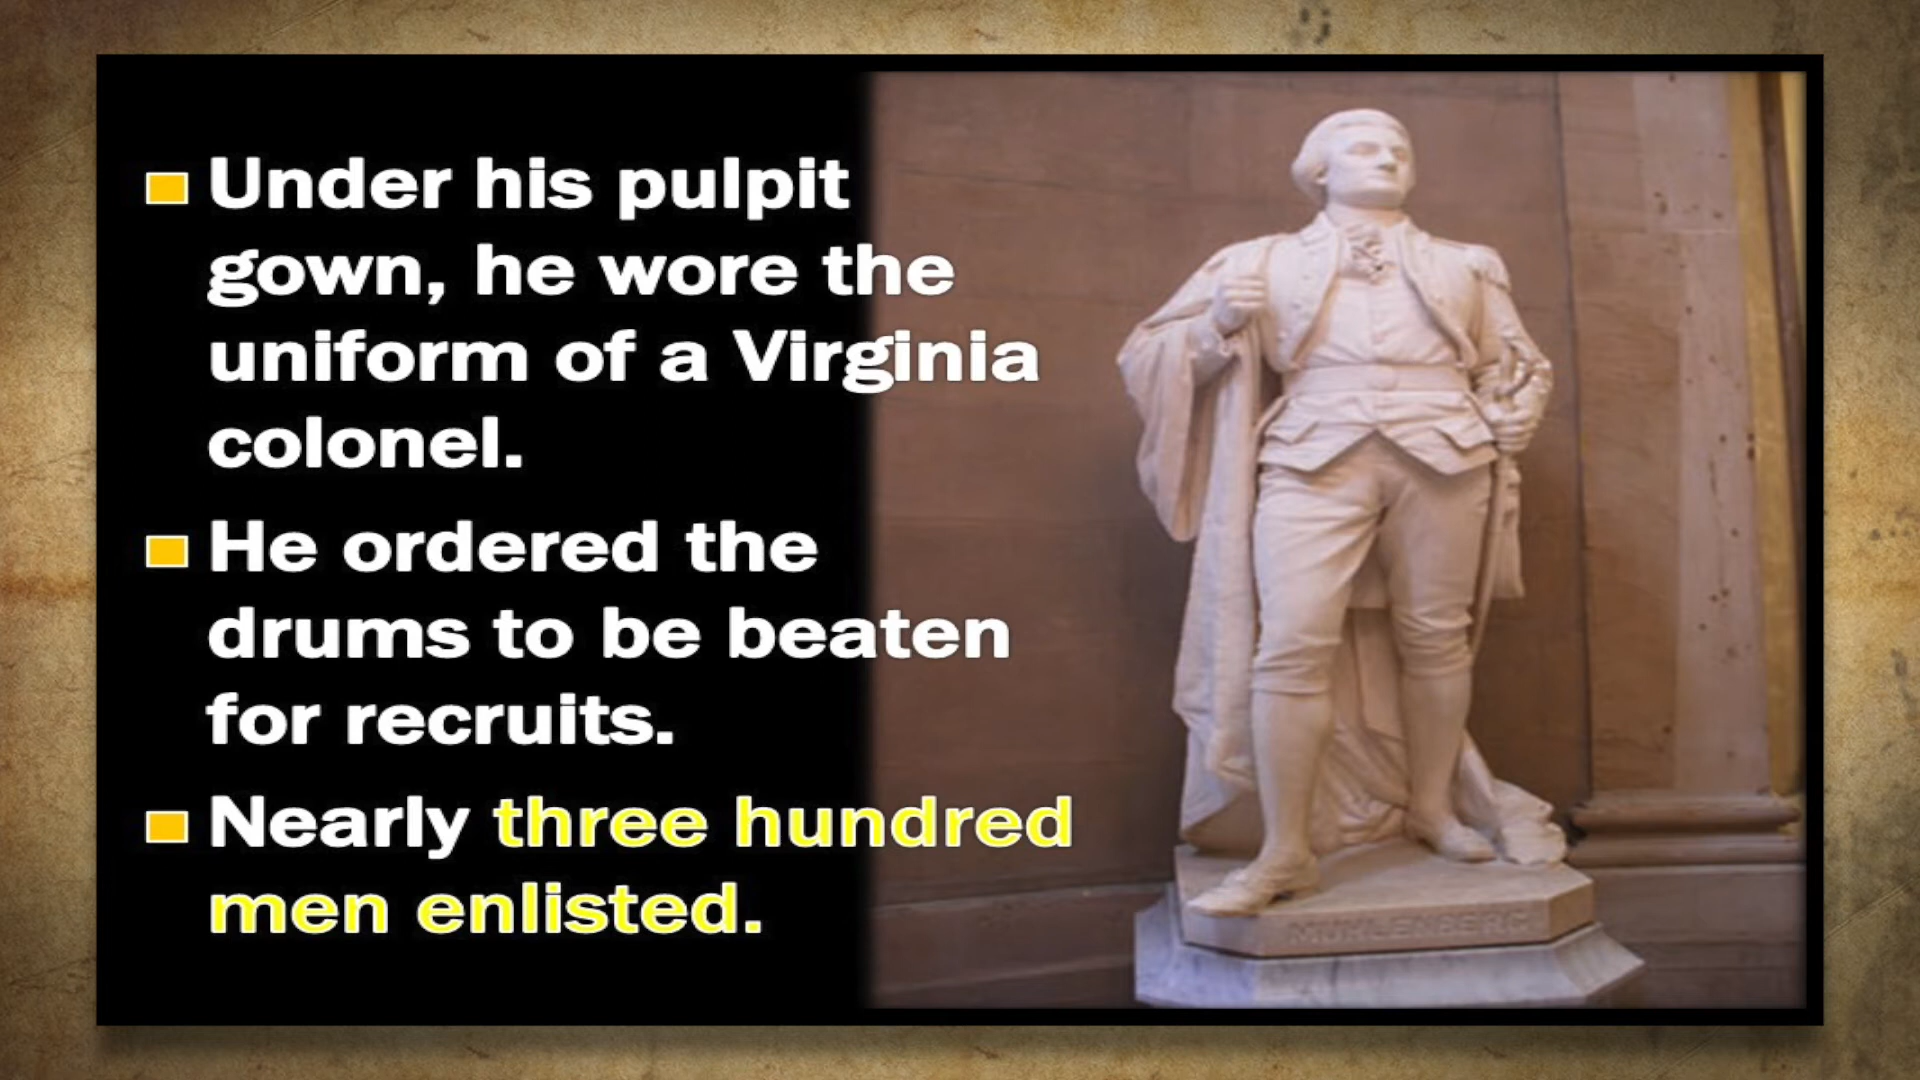 Under his pulpit
gown, he wore the
uniform of a Virginia
colonel.
He ordered the
drums to be beaten
for recruits.
Nearly three hundred
men enlisted.
MUHLENBERG